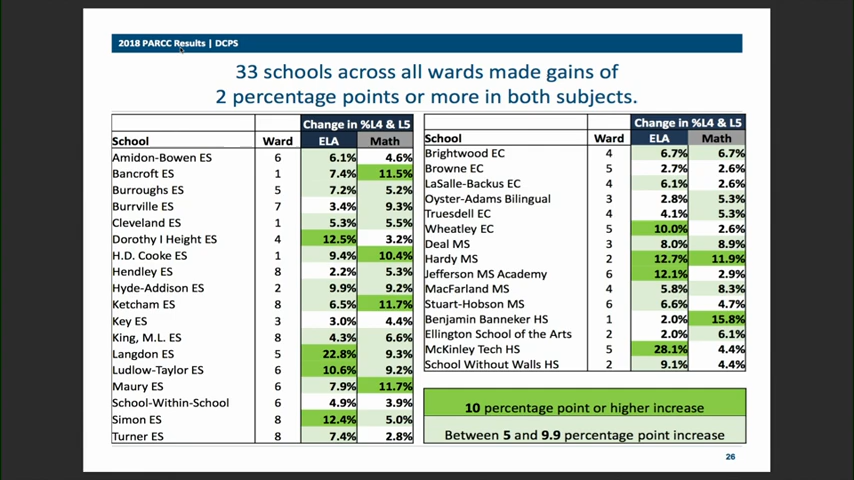 2018 PARCC Results | DCPS
33 schools across all wards made gains of
2 percentage points or more in both subjects.
Change in %L4 & L5
School Ward ELA Math
Amidon-Bowen ES 6 6.1% 4.6%
Bancroft ES 1 7.4% 11.5%
Burroughs ES 5 7.2% 5.2%
Burrville ES 7 3.4% 9.3%
Cleveland ES 1 5.3% 5.5%
Dorothy I Height ES 4 12.5% 3.2%
H.D. Cooke ES 1 9.4% 10.4%
Hendley ES 8 2.2% 5.3%
Hyde-Addison ES 2 9.9% 9.2%
Ketcham ES 8 6.5% 11.7%
Key ES 3 3.0% 4.4%
King, M.L. ES 8 4.3% 6.6%
Langdon ES 5 22.8% 9.3%
Ludlow-Taylor ES 6 10.6% 9.2%
Maury ES 6 7.9% 11.7%
School-Within-School 6 4.9% 3.9%
Simon ES 8 12.4% 5.0%
Turner ES 8 7.4% 2.8%
Change in %L4 & L5
School Ward ELA Math
Brightwood EC 4 6.7% 6.7%
Browne EC 5 2.7% 2.6%
LaSalle-Backus EC 4 6.1% 2.6%
Oyster-Adams Bilingual 3 2.8% 5.3%
Truesdell EC 4 4.1% 5.3%
Wheatley EC 5 10.0% 2.6%
Deal MS 3 8.0% 8.9%
Hardy MS 2 12.7% 11.9%
Jefferson MS Academy 6 12.1% 2.9%
MacFarland MS 4 5.8% 8.3%
Stuart-Hobson MS 6 6.6% 4.7%
Benjamin Banneker HS 1 2.0% 15.8%
Ellington School of the Arts 2 2.0% 6.1%
McKinley Tech HS 5 28.1% 4.4%
School Without Walls HS 2 9.1% 4.4%
10 percentage point or higher increase
Between 5 and 9.9 percentage point increase
26